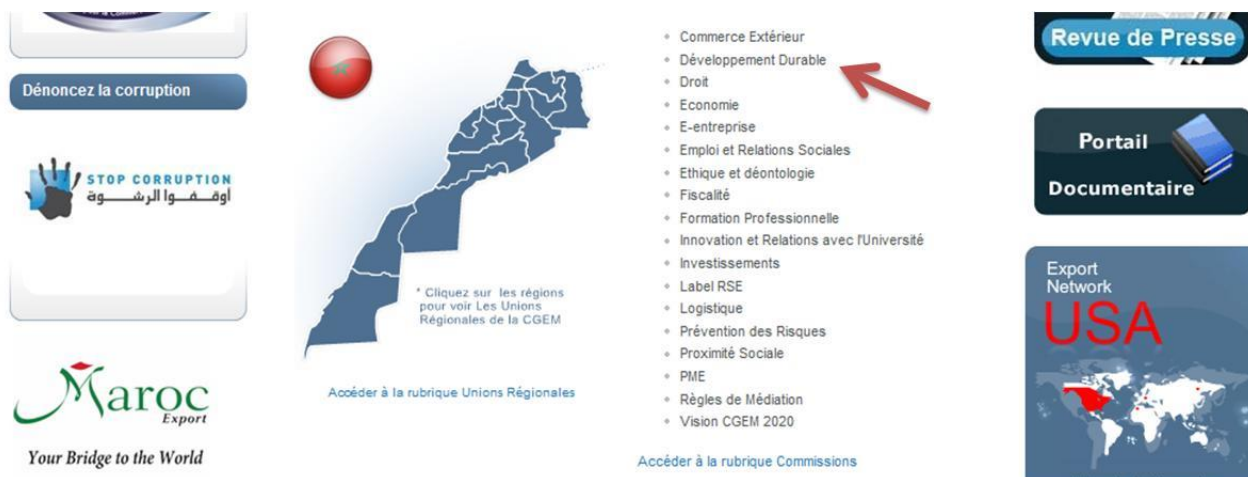 Dénoncez la corruption
STOP CORRUPTION
أوقفوا الرشوة
Maroc
Export
Your Bridge to the World
* Cliquez sur les régions
pour voir Les Unions
Régionales de la CGEM
Accéder à la rubrique Unions Régionales
Commerce Extérieur
Développement Durable
Droit
Economie
E-entreprise
Emploi et Relations Sociales
Ethique et déontologie
Fiscalité
Formation Professionnelle
Innovation et Relations avec l'Université
Investissements
Label RSE
Logistique
Prévention des Risques
Proximité Sociale
PME
Règles de Médiation
Vision CGEM 2020
Accéder à la rubrique Commissions
Revue de Presse
Portail
Documentaire
Export
Network
USA